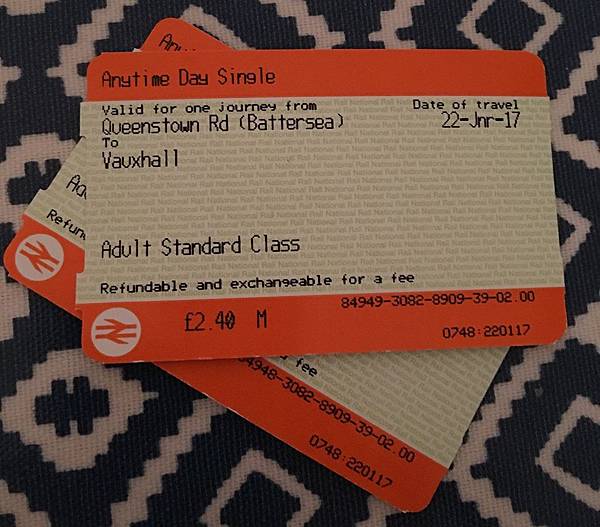 Anytime Day Single
Valid for one journey from
Date of travel
Queenstown Rd (Battersea)
22-Jnr-17
To
Vauxhall
Adult Standard Class
Refundable and exchangeable for a fee
84949-3082-8909-39-02.00
£2.40 M
0748:220117
fee
84948-3082-8909-39-02.00
0748:220117